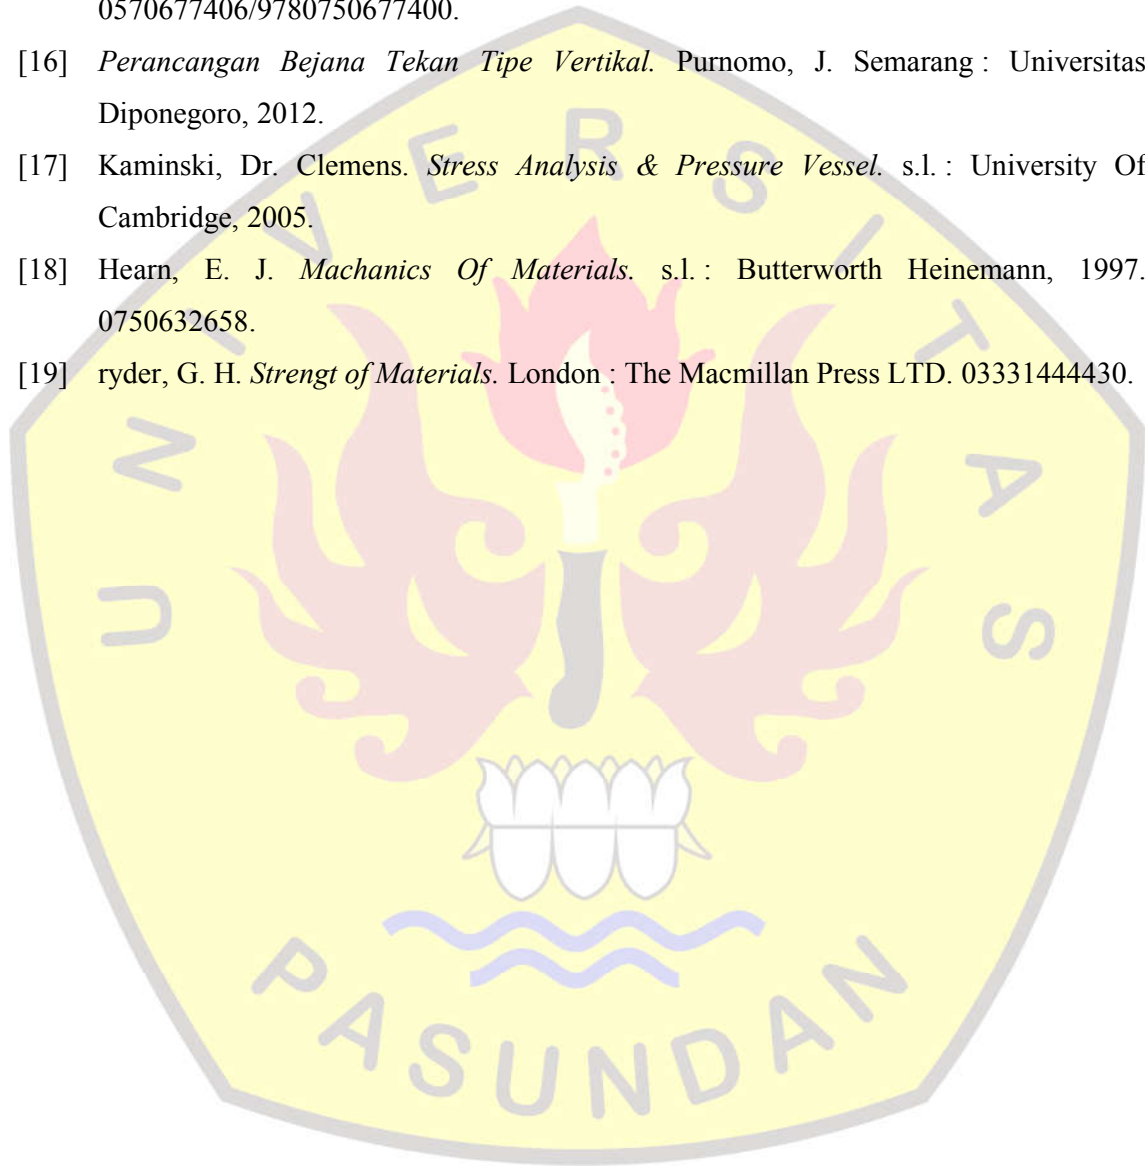 0570677406/9780750677400.
[16] Perancangan Bejana Tekan Tipe Vertikal. Purnomo, J. Semarang : Universitas
Diponegoro, 2012.
[17] Kaminski, Dr. Clemens. Stress Analysis & Pressure Vessel. s.l. : University Of
Cambridge, 2005.
[18] Hearn, E. J. Machanics Of Materials. s.l. : Butterworth Heinemann, 1997.
0750632658.
[19] ryder, G. H. Strengt of Materials. London : The Macmillan Press LTD. 03331444430.
UNIVERSITAS
PASUNDAN